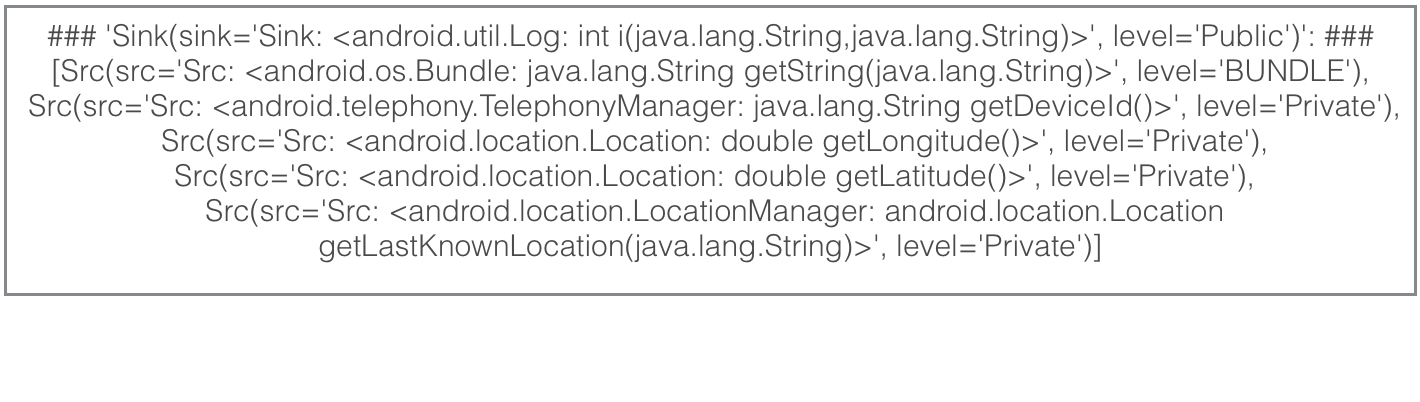 ### 'Sink(sink='Sink: <android.util.Log: int i(java.lang.String,java.lang.String)>', level='Public')': ###
[Src(src='Src: <android.os.Bundle: java.lang.String getString(java.lang.String)>', level='BUNDLE'),
Src(src='Src: <android.telephony.TelephonyManager: java.lang.String getDeviceId()>', level='Private'),
Src(src='Src: <android.location.Location: double getLongitude()>', level='Private'),
Src(src='Src: <android.location.Location: double getLatitude()>', level='Private'),
Src(src='Src: <android.location.LocationManager: android.location.Location
getLastKnownLocation(java.lang.String)>', level='Private')]